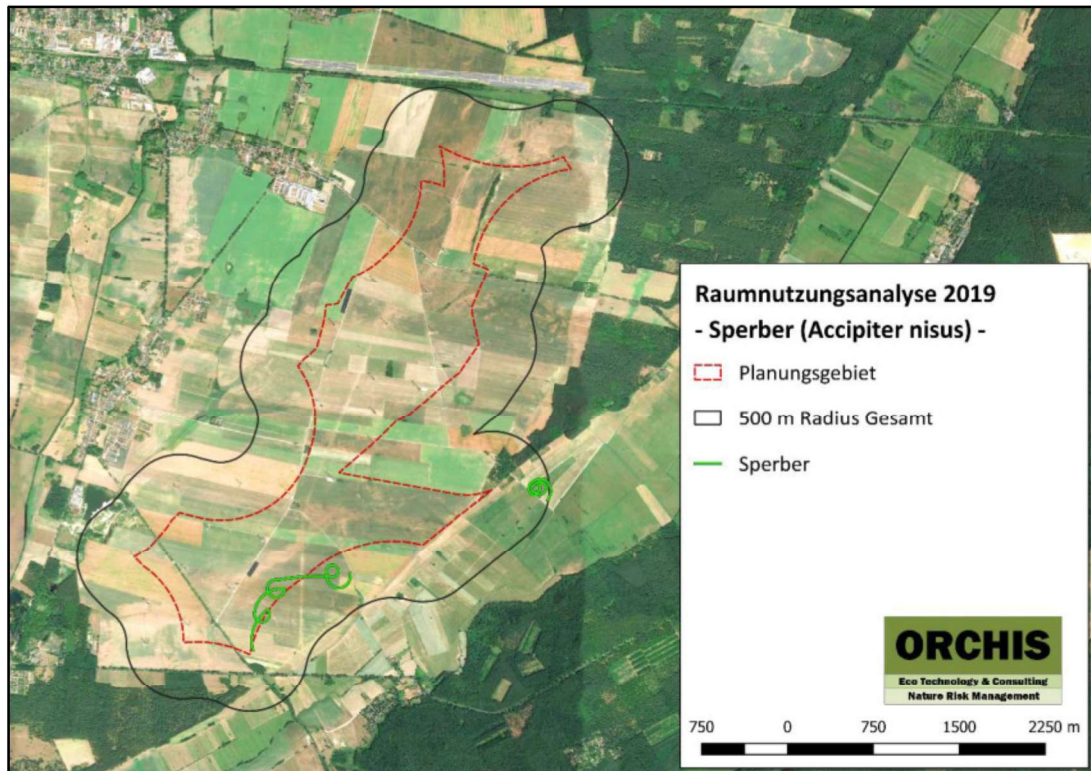 Raumnutzungsanalyse 2019
- Sperber (Accipiter nisus) -
Planungsgebiet
500 m Radius Gesamt
Sperber
ORCHIS
Eco Technology & Consulting
Nature Risk Management
750 0 750 1500 2250 m